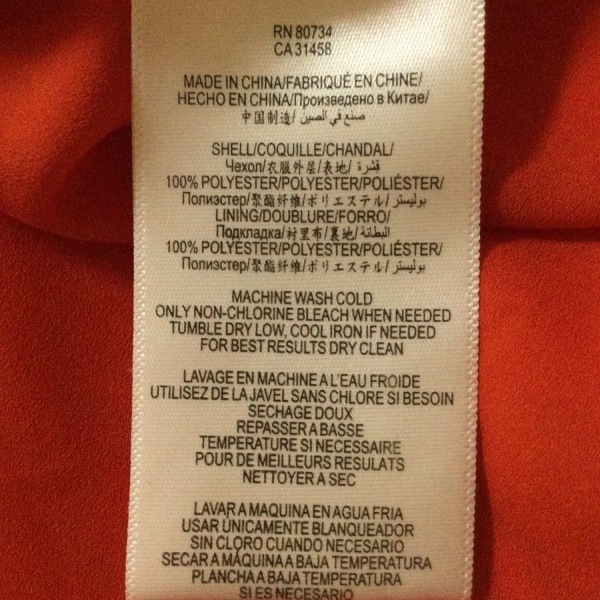 RN 80734
CA 31458
MADE IN CHINA/FABRIQUÉ EN CHINE/
HECHO EN CHINA/Произведено в Китае/
中国制造/ صنع في الصين/
SHELL/COQUILLE/CHANDAL/
Чехол/衣服外层/表地/ قشرة/
100% POLYESTER/POLYESTER/POLIÉSTER/
Полиэстер/聚酯纤维/ポリエステル/ بوليستر/
LINING/DOUBLURE/FORRO/
Подкладка/衬里布/裏地/ البطانة/
100% POLYESTER/POLYESTER/POLIÉSTER/
Полиэстер/聚酯纤维/ポリエステル/ بوليستر/
MACHINE WASH COLD
ONLY NON-CHLORINE BLEACH WHEN NEEDED
TUMBLE DRY LOW, COOL IRON IF NEEDED
FOR BEST RESULTS DRY CLEAN
LAVAGE EN MACHINE A L'EAU FROIDE
UTILISEZ DE LA JAVEL SANS CHLORE SI BESOIN
SECHAGE DOUX
REPASSER A BASSE
TEMPERATURE SI NECESSAIRE
POUR DE MEILLEURS RESULATS
NETTOYER A SEC
LAVAR A MAQUINA EN AGUA FRIA
USAR ÚNICAMENTE BLANQUEADOR
SIN CLORO CUANDO NECESARIO
SECAR A MÁQUINA A BAJA TEMPERATURA
PLANCHA A BAJA TEMPERATURA
SI ES NECESARIO